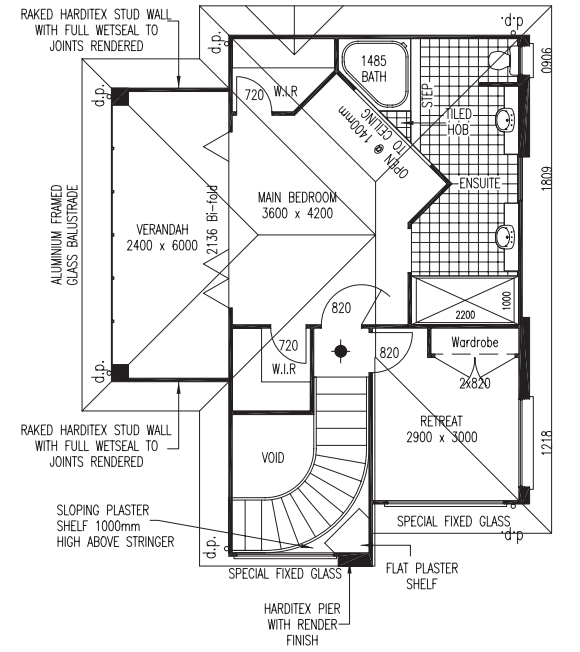 RAKED HARDITEX STUD WALL
WITH FULL WETSEAL TO
JOINTS RENDERED
d.p.
d.p.
d.p.
0906
1485
BATH
W.I.R
720
STEP
TILED
HOB
OPEN @ 1400mm
TO CEILING
ENSUITE
1809
ALUMINIUM FRAMED
GLASS BALUSTRADE
VERANDAH
2400 x 6000
2136 Bi-fold
MAIN BEDROOM
3600 x 4200
820
2200
1000
720
W.I.R
820
Wardrobe
2x820
d.p.
RETREAT
2900 x 3000
1218
RAKED HARDITEX STUD WALL
WITH FULL WETSEAL TO
JOINTS RENDERED
VOID
SLOPING PLASTER
SHELF 1000mm
HIGH ABOVE STRINGER
d.p.
SPECIAL FIXED GLASS
d.p.
SPECIAL FIXED GLASS
FLAT PLASTER
SHELF
HARDITEX PIER
WITH RENDER
FINISH